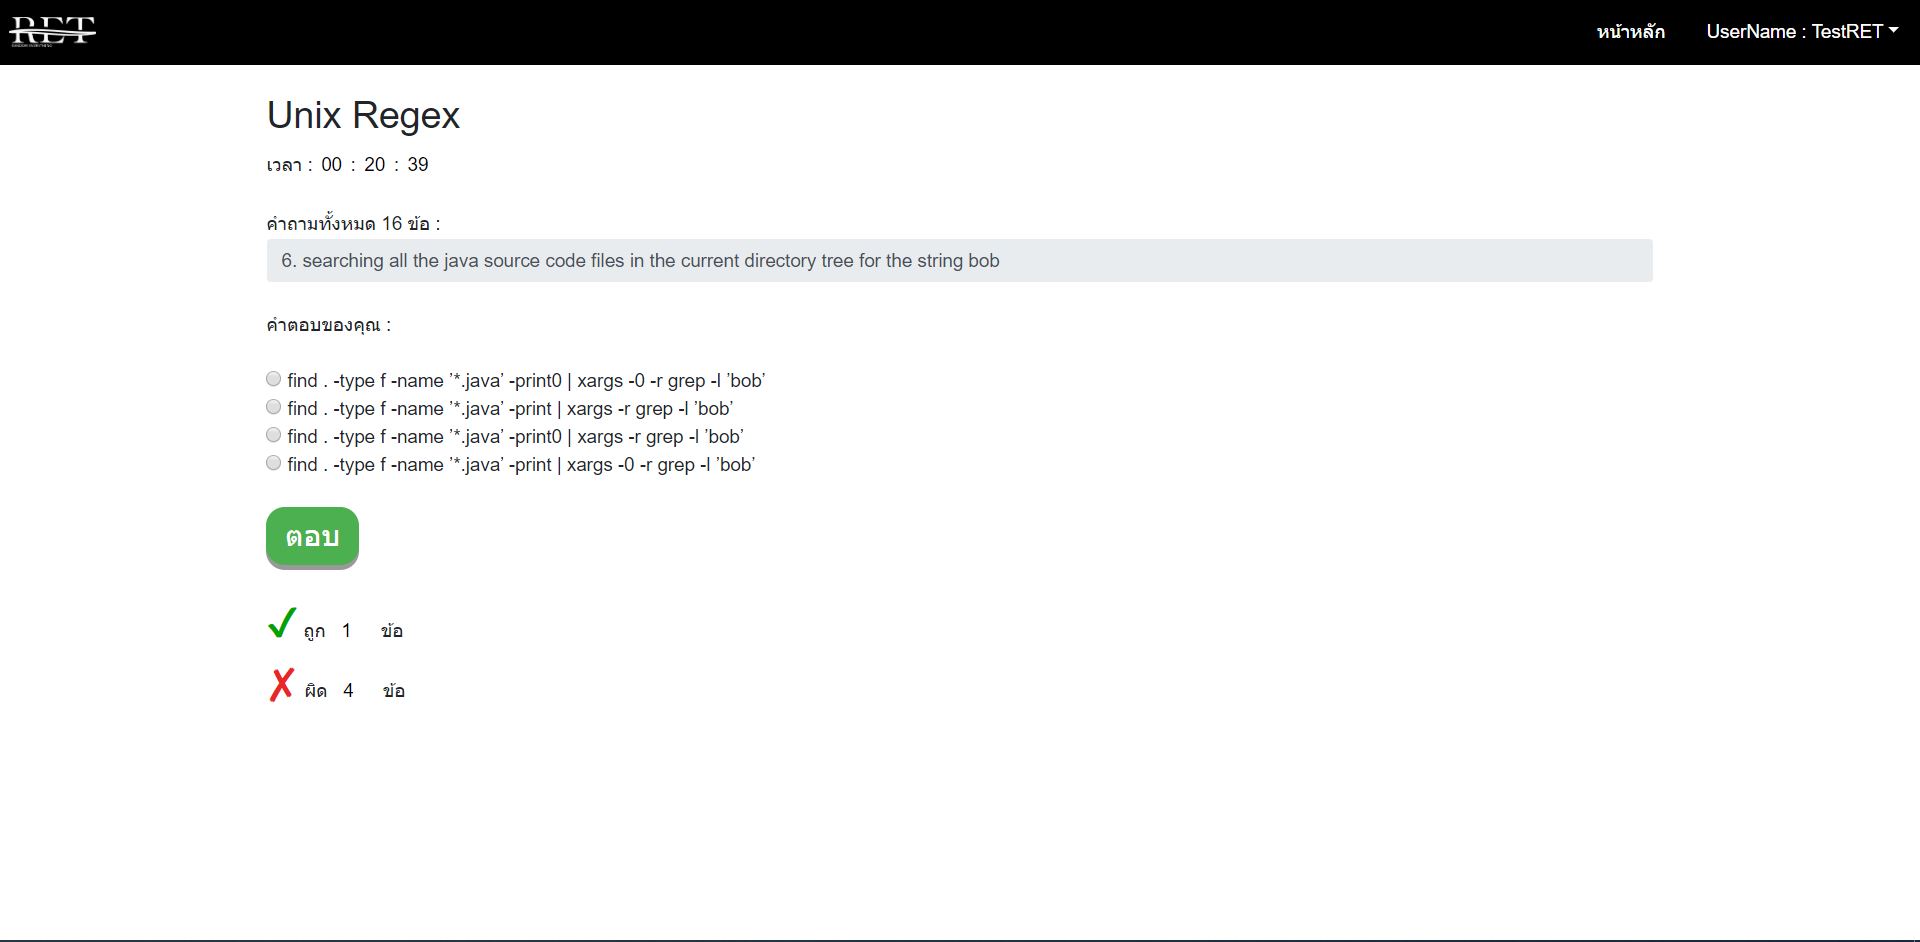 RET
หน้าหลัก
UserName : TestRET
Unix Regex
เวลา : 00 : 20 : 39
คำถามทั้งหมด 16 ข้อ :
6. searching all the java source code files in the current directory tree for the string bob
คำตอบของคุณ :
find . -type f -name ’*.java’ -print0 | xargs -0 -r grep -l ’bob’
find . -type f -name ’*.java’ -print | xargs -r grep -l ’bob’
find . -type f -name ’*.java’ -print0 | xargs -r grep -l ’bob’
find . -type f -name ’*.java’ -print | xargs -0 -r grep -l ’bob’
ตอบ
ถูก 1 ข้อ
ผิด 4 ข้อ